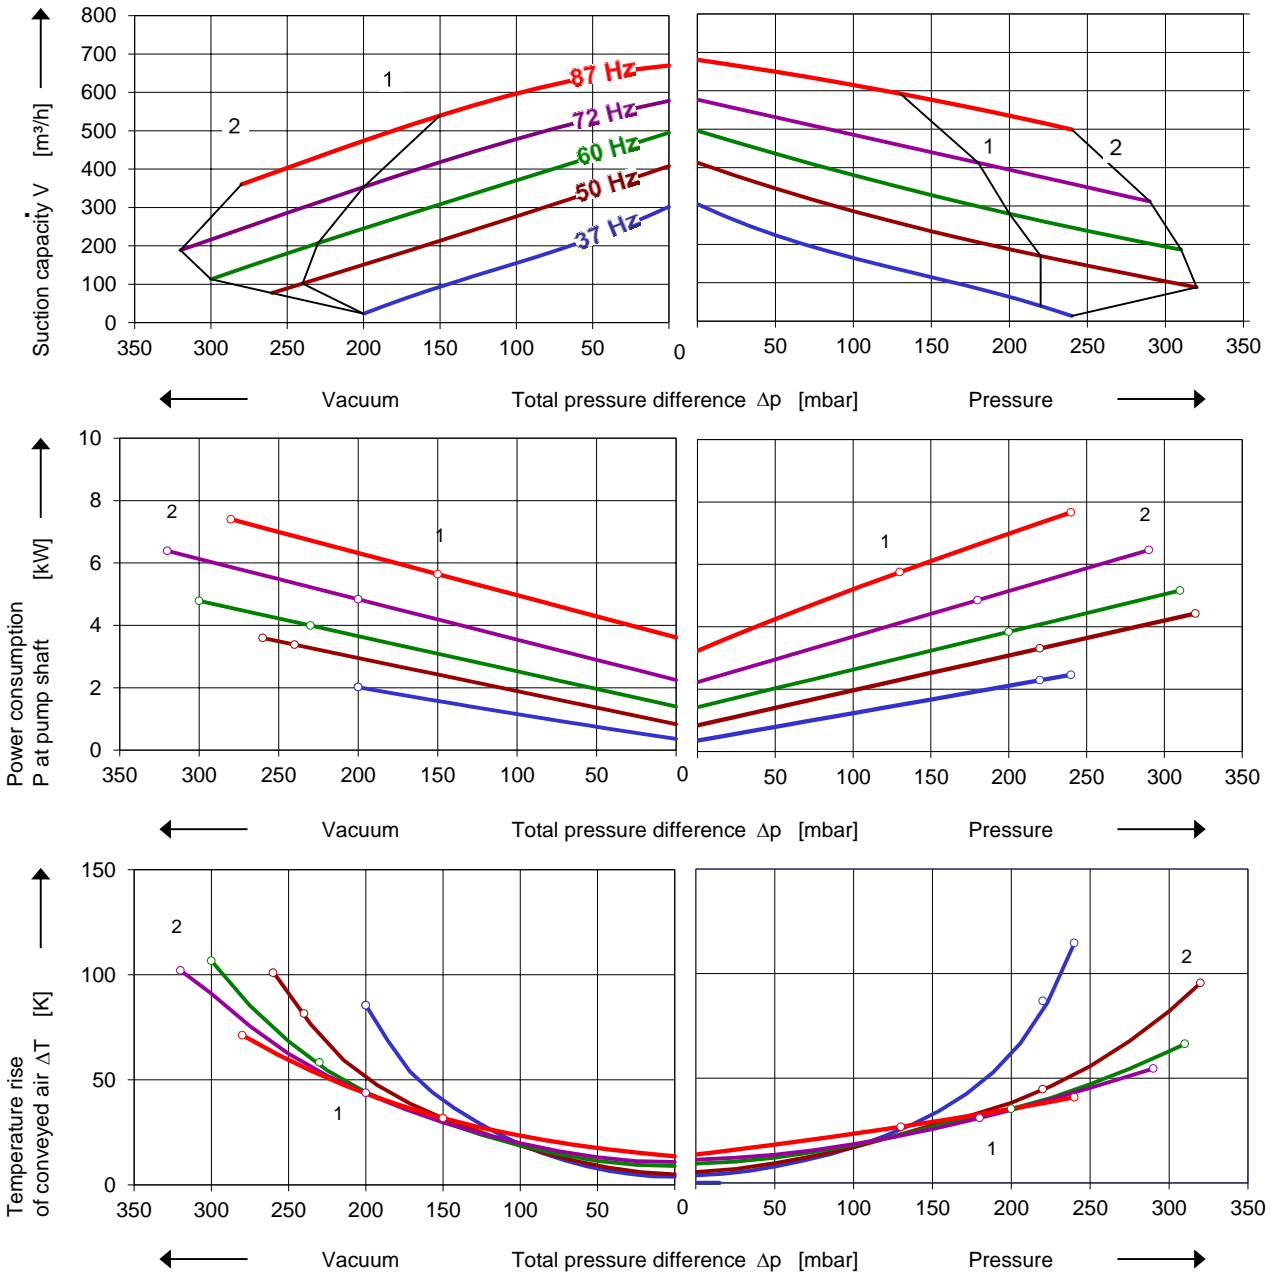 800
700
600
500
400
300
200
100
0
Suction capacity V̇ [m³/h]
1
2
87 Hz
72 Hz
60 Hz
50 Hz
37 Hz
1
2
350 300 250 200 150 100 50 0 50 100 150 200 250 300 350
Vacuum Total pressure difference Δp [mbar] Pressure
10
8
6
4
2
0
Power consumption
P at pump shaft [kW]
2
1
1
2
350 300 250 200 150 100 50 0 50 100 150 200 250 300 350
Vacuum Total pressure difference Δp [mbar] Pressure
150
100
50
0
Temperature rise
of conveyed air ΔT [K]
2
1
2
1
350 300 250 200 150 100 50 0 50 100 150 200 250 300 350
Vacuum Total pressure difference Δp [mbar] Pressure